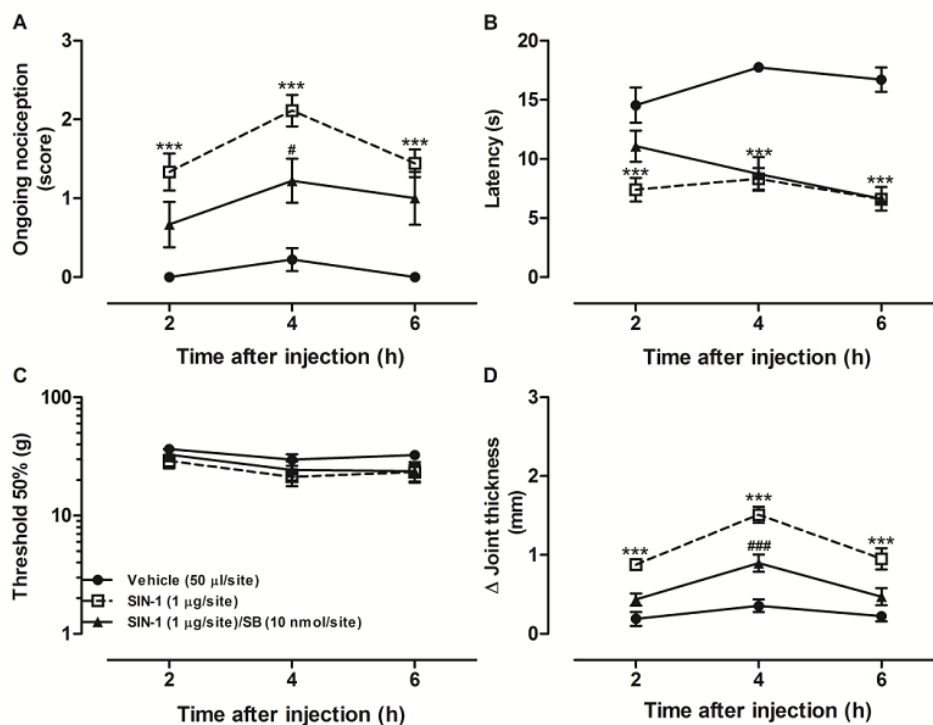 A
3
2
1
0
Ongoing nociception
(score)
***
***
***
#
2
4
6
Time after injection (h)
B
20
15
10
5
0
Latency (s)
***
***
***
2
4
6
Time after injection (h)
C
100
10
1
Threshold 50% (g)
Vehicle (50 µl/site)
SIN-1 (1 µg/site)
SIN-1 (1 µg/site)/SB (10 nmol/site)
2
4
6
Time after injection (h)
D
3
2
1
0
Δ Joint thickness
(mm)
***
***
***
###
2
4
6
Time after injection (h)